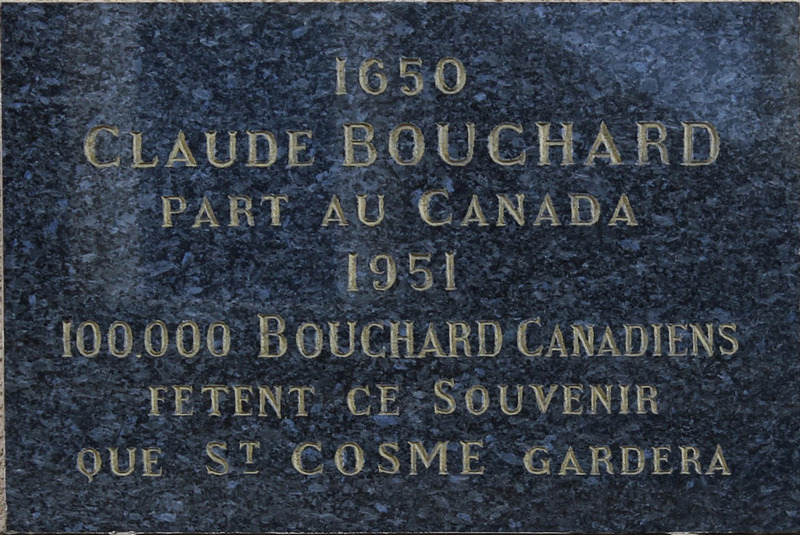 1650
CLAUDE BOUCHARD
PART AU CANADA
1951
100.000 BOUCHARD CANADIENS
FETENT CE SOUVENIR
QUE ST COSME GARDERA